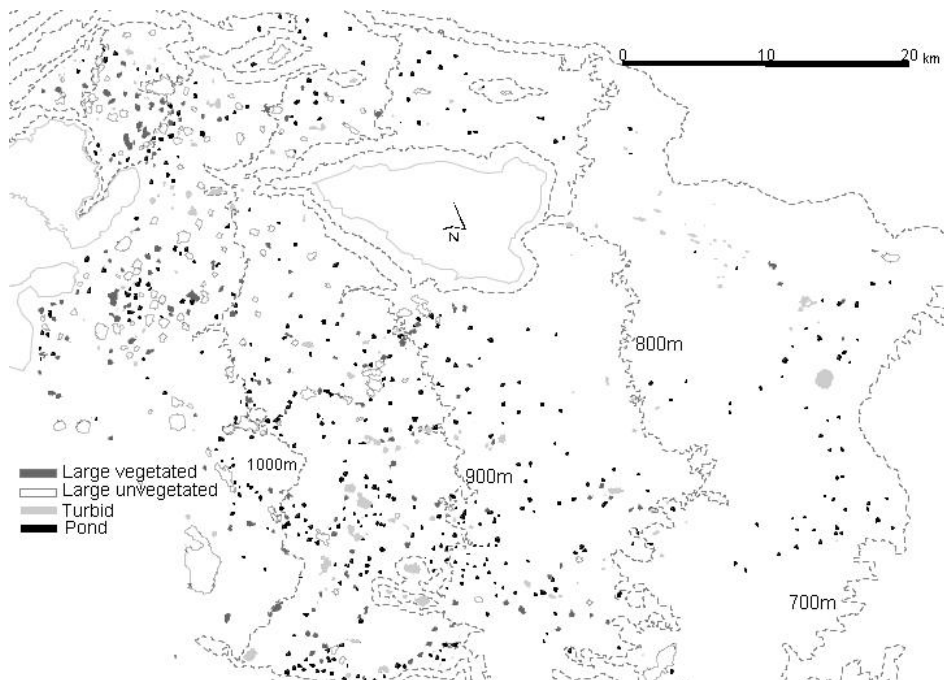 0 10 20 km
N
800m
1000m
900m
Large vegetated
Large unvegetated
Turbid
Pond
700m